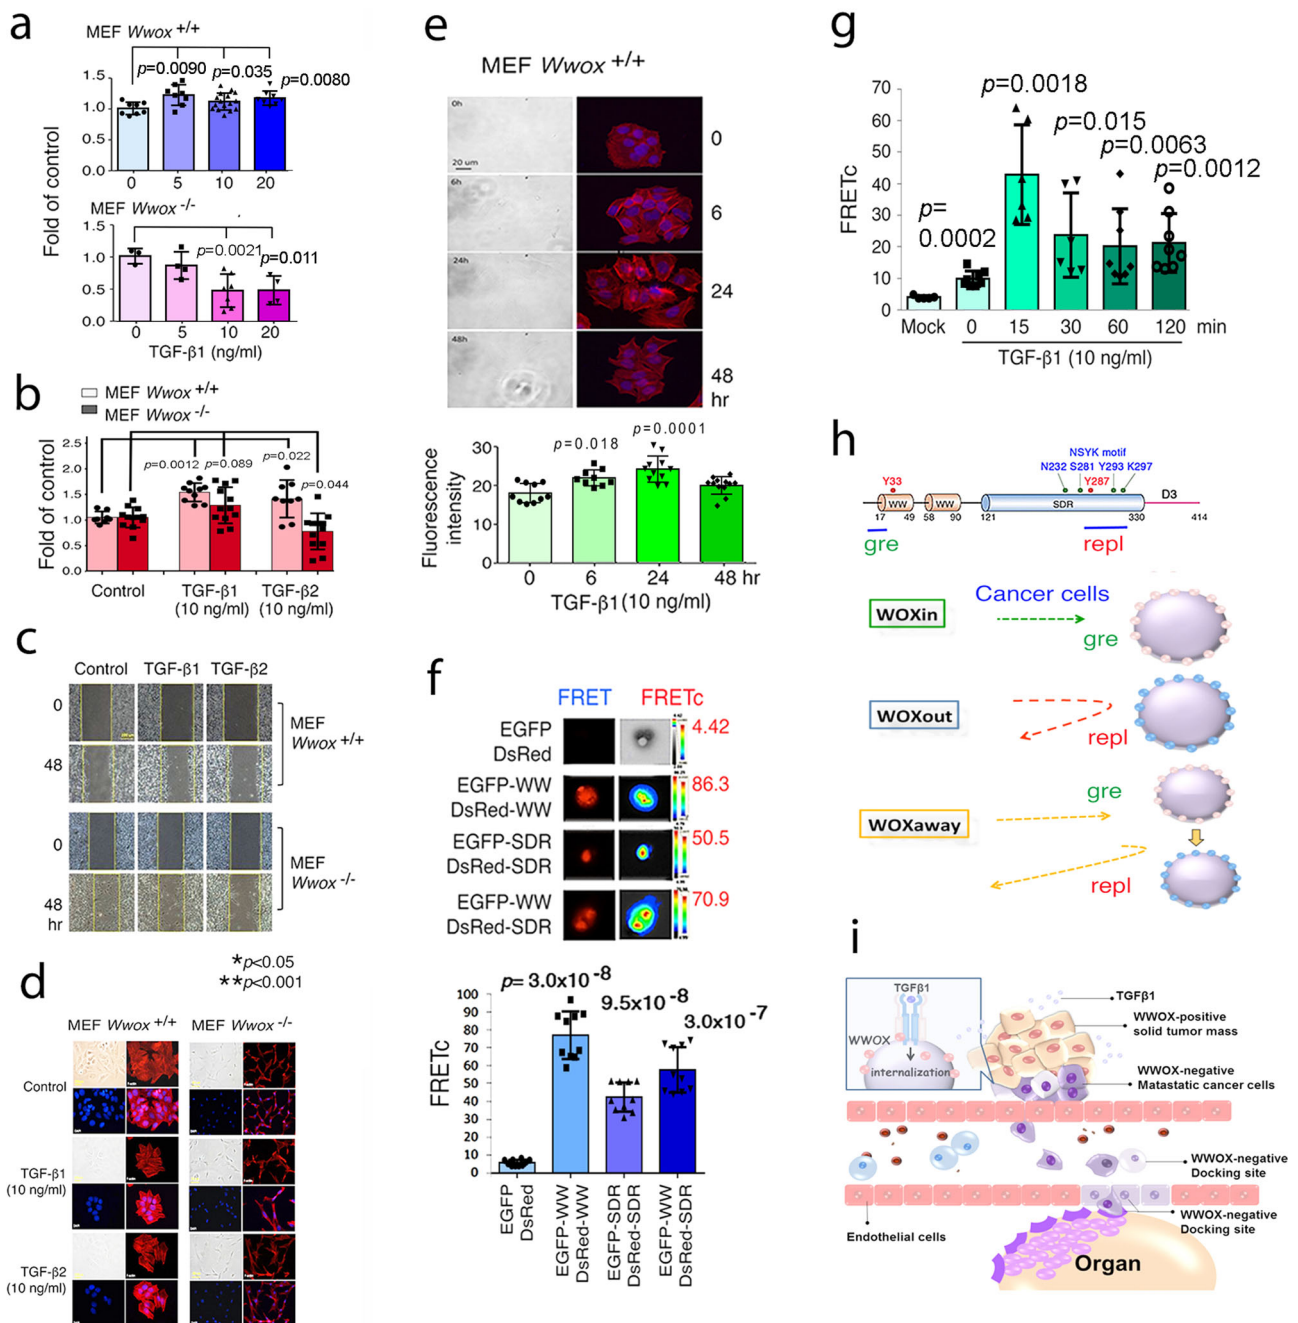 a
MEF Wwox +/+
p=0.0090
p=0.035
p=0.0080
1.5
1.0
0.5
0.0
0 5 10 20
MEF Wwox -/-
p=0.0021
p=0.011
1.5
1.0
0.5
0.0
0 5 10 20
TGF-β1 (ng/ml)
Fold of control
b
MEF Wwox +/+
MEF Wwox -/-
2.5
2.0
1.5
1.0
0.5
0.0
p=0.0012
p=0.089
p=0.022
p=0.044
Fold of control
Control
TGF-β1
(10 ng/ml)
TGF-β2
(10 ng/ml)
c
Control TGF-β1 TGF-β2
0
48
MEF
Wwox +/+
0
48
hr
MEF
Wwox -/-
*p<0.05
**p<0.001
d
MEF Wwox +/+ MEF Wwox -/-
Control
TGF-β1
(10 ng/ml)
TGF-β2
(10 ng/ml)
e
MEF Wwox +/+
0h
20 um
0
6h
6
24h
24
48h
48
hr
p=0.018
p=0.0001
30
20
10
0
Fluorescence
intensity
0 6 24 48 hr
TGF-β1 (10 ng/ml)
f
FRET FRETc
EGFP
DsRed
4.42
EGFP-WW
DsRed-WW
86.3
EGFP-SDR
DsRed-SDR
50.5
EGFP-WW
DsRed-SDR
70.9
p= 3.0x10 -8
9.5x10 -8
3.0x10 -7
100
90
80
70
60
50
40
30
20
10
0
FRETc
EGFP
DsRed
EGFP-WW
DsRed-WW
EGFP-SDR
DsRed-SDR
EGFP-WW
DsRed-SDR
g
p=0.0018
p=0.015
p=0.0063
p=0.0012
p=
0.0002
70
60
50
40
30
20
10
0
FRETc
Mock 0 15 30 60 120 min
TGF-β1 (10 ng/ml)
h
NSYK motif
N232 S281 Y293 K297
Y33
Y287
WW
WW
SDR
D3
17 49 58 90 121 330 414
gre
repl
WOXin
Cancer cells
gre
WOXout
repl
WOXaway
gre
repl
i
TGFβ1
WWOX
internalization
TGFβ1
WWOX-positive
solid tumor mass
WWOX-negative
Matastatic cancer cells
WWOX-negative
Docking site
WWOX-negative
Docking site
Endothelial cells
Organ